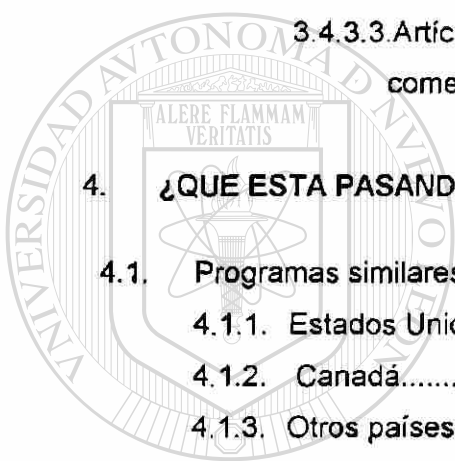 3.4.3.3.Artíc
come
4. ¿QUE ESTA PASAND
4.1. Programas similares
4.1.1. Estados Unic
4.1.2. Canadá.......
4.1.3. Otros países
UNIVERSIDAD AUTONOMA DE NUEVO LEON
ALERE FLAMMAM
VERITATIS